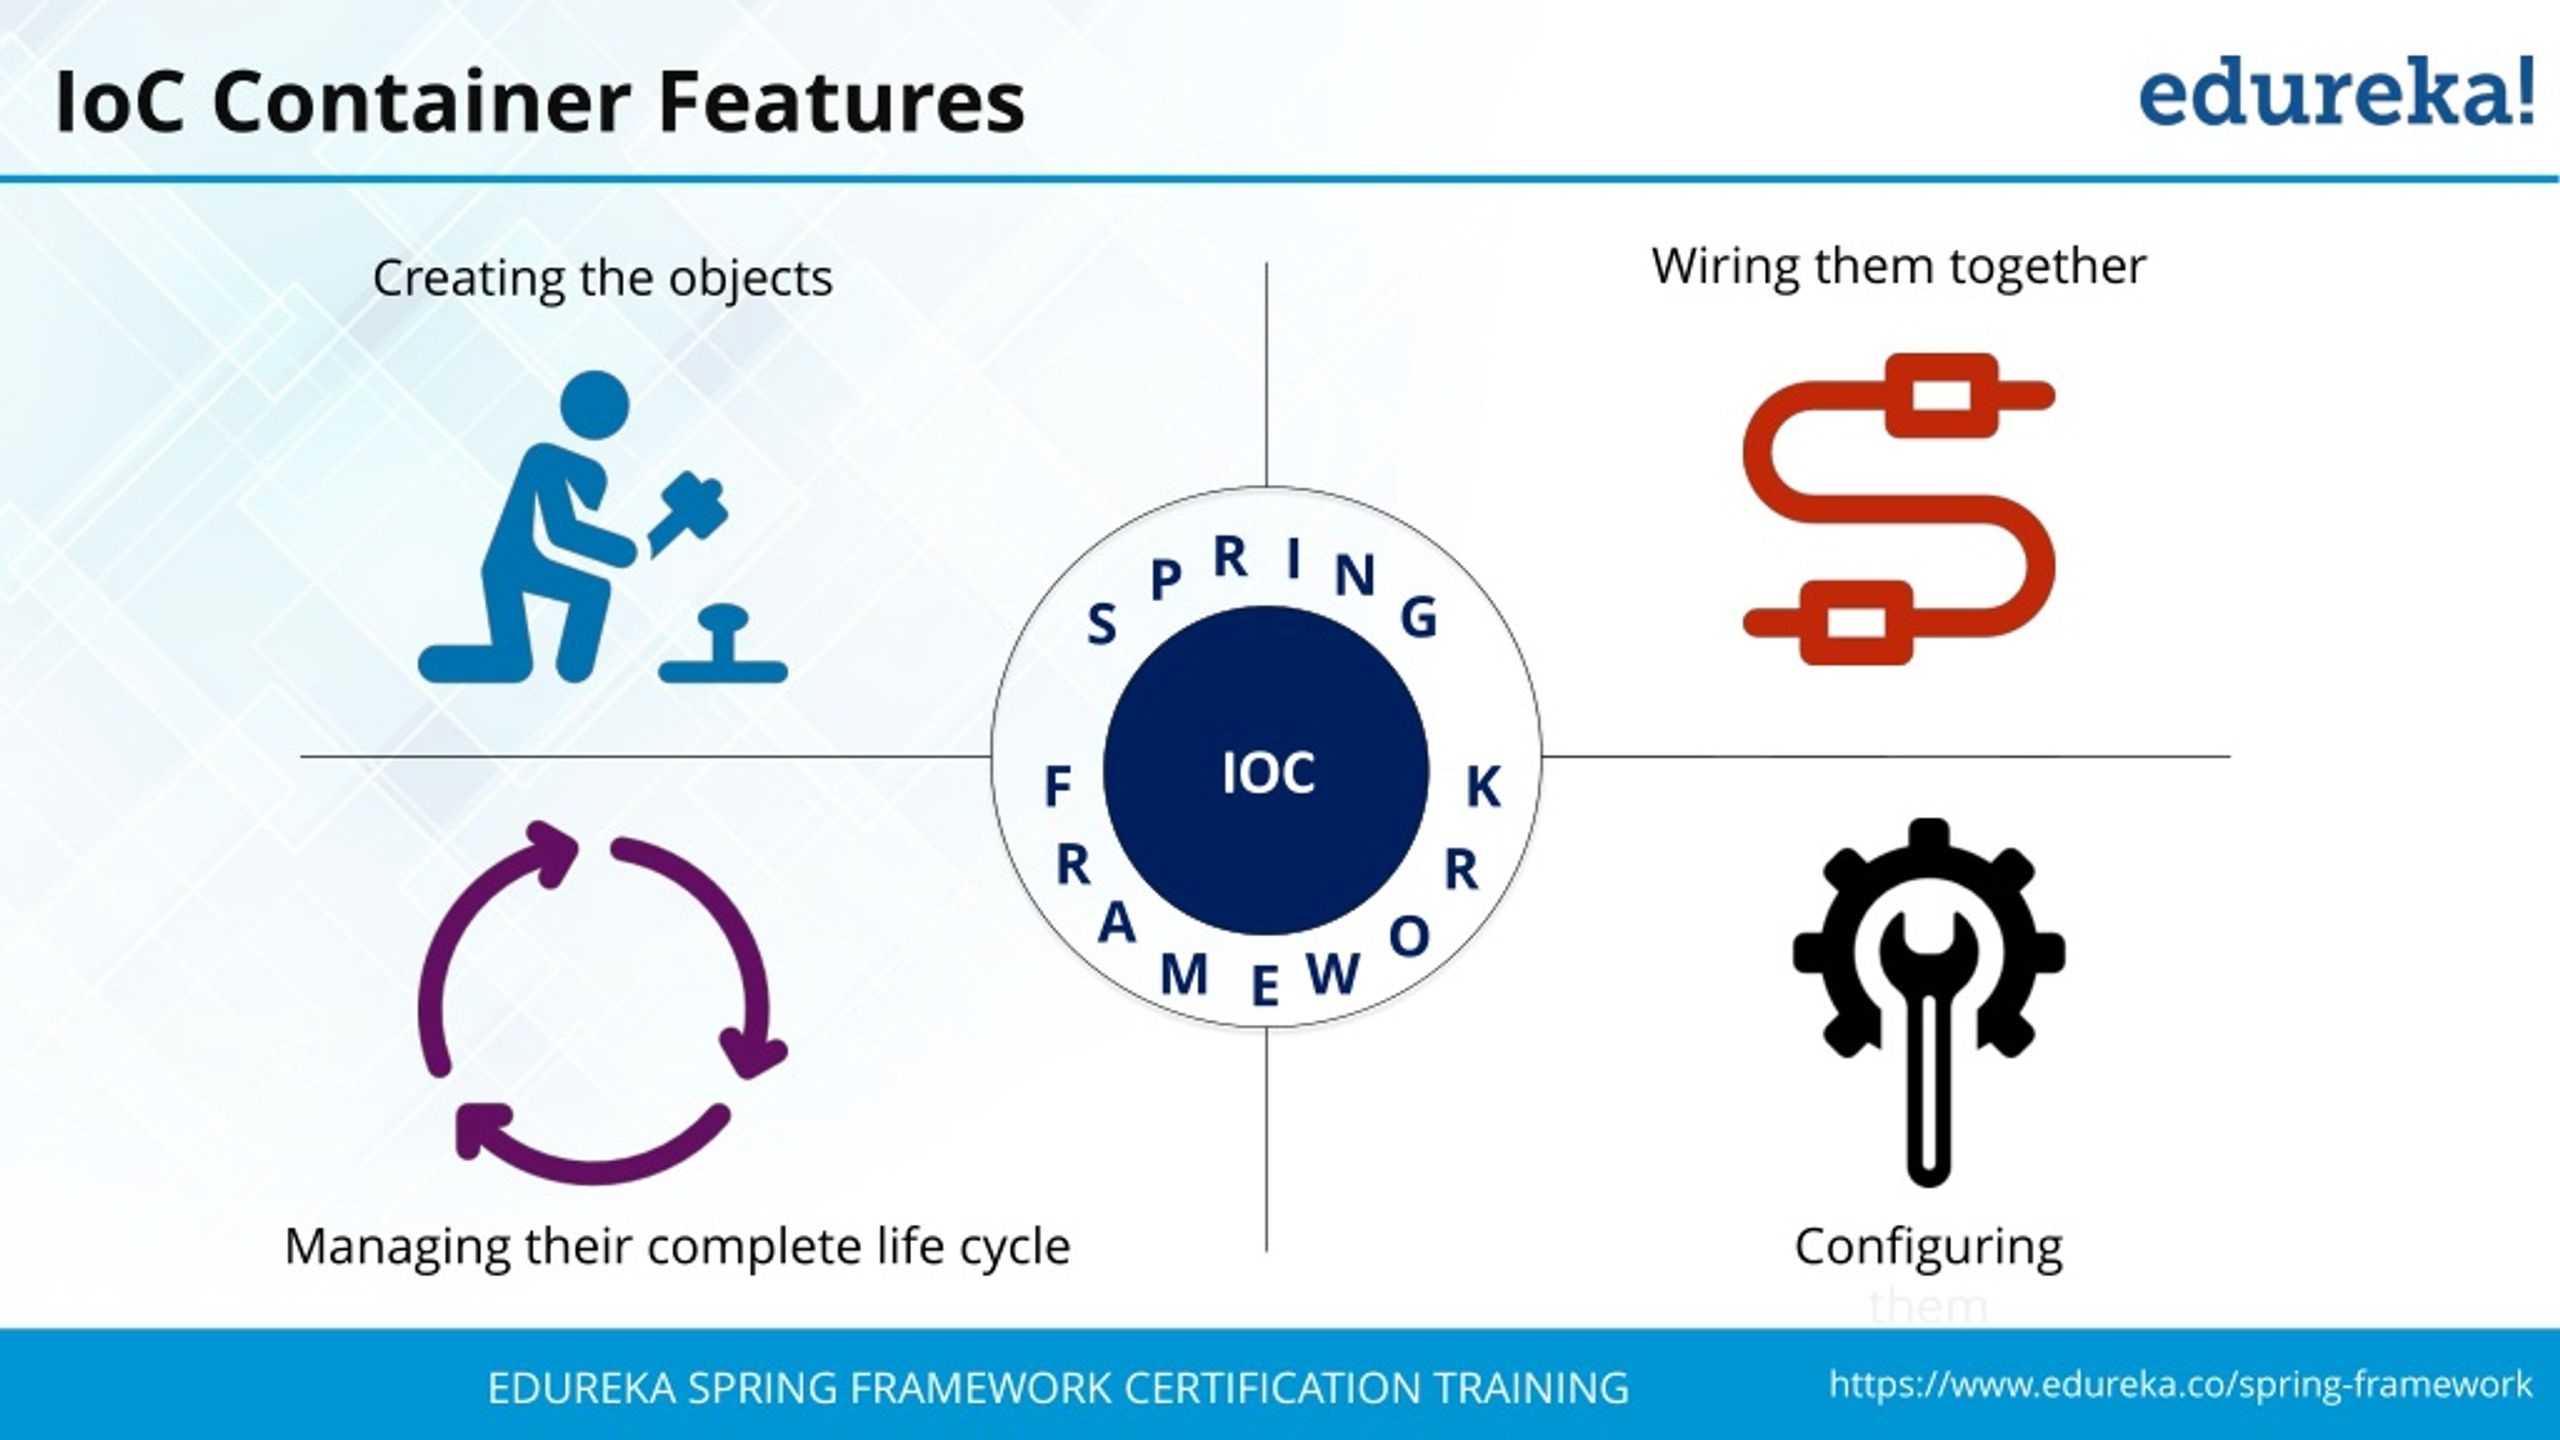 IoC Container Features
edureka!
Creating the objects
Wiring them together
SPRING
FRAMEWORK
IOC
Managing their complete life cycle
Configuring
them
EDUREKA SPRING FRAMEWORK CERTIFICATION TRAINING
https://www.edureka.co/spring-framework